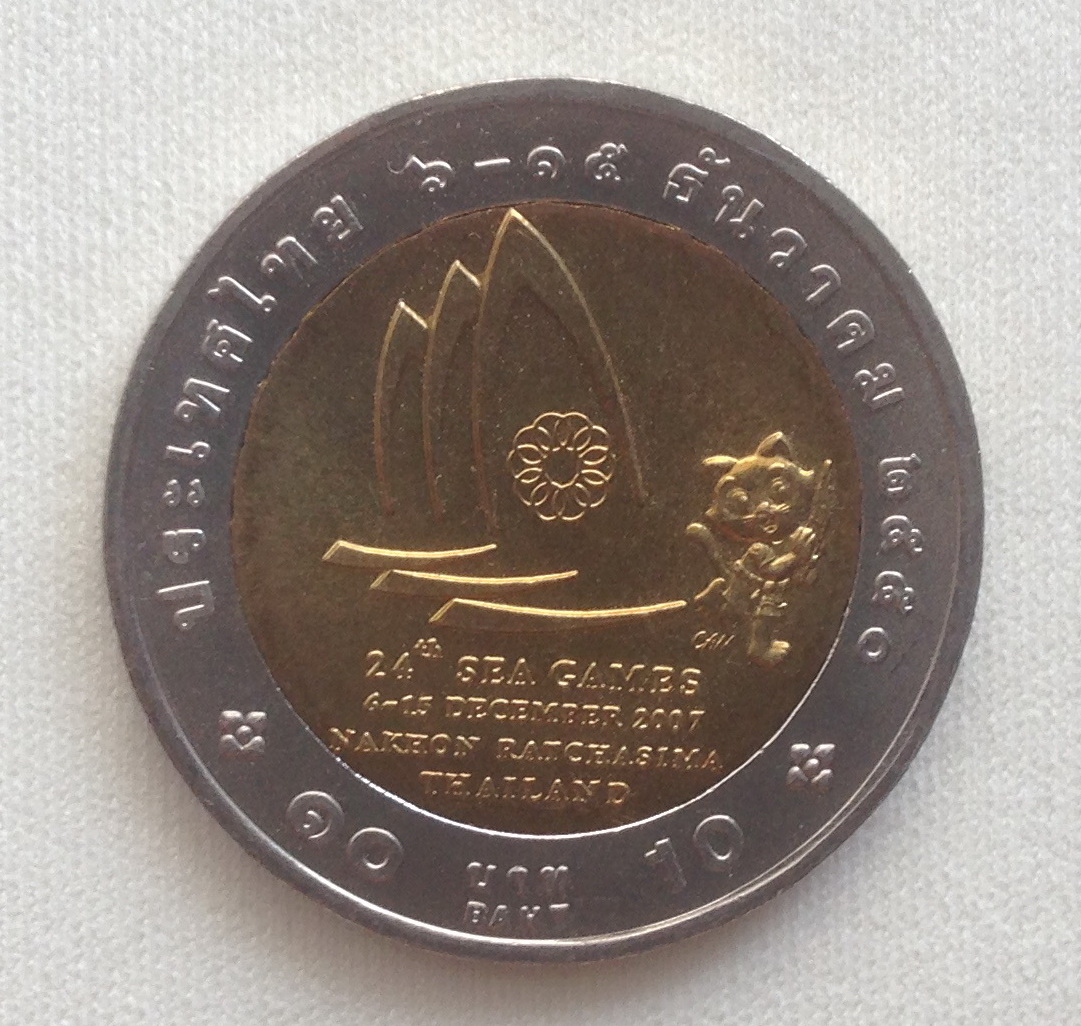 ประเทศไทย ๖-๑๕ ธันวาคม ๒๕๕๐
24th SEA GAMES
6-15 DECEMBER 2007
NAKHON RATCHASIMA
THAILAND
๑๐ บาท 10
BAHT